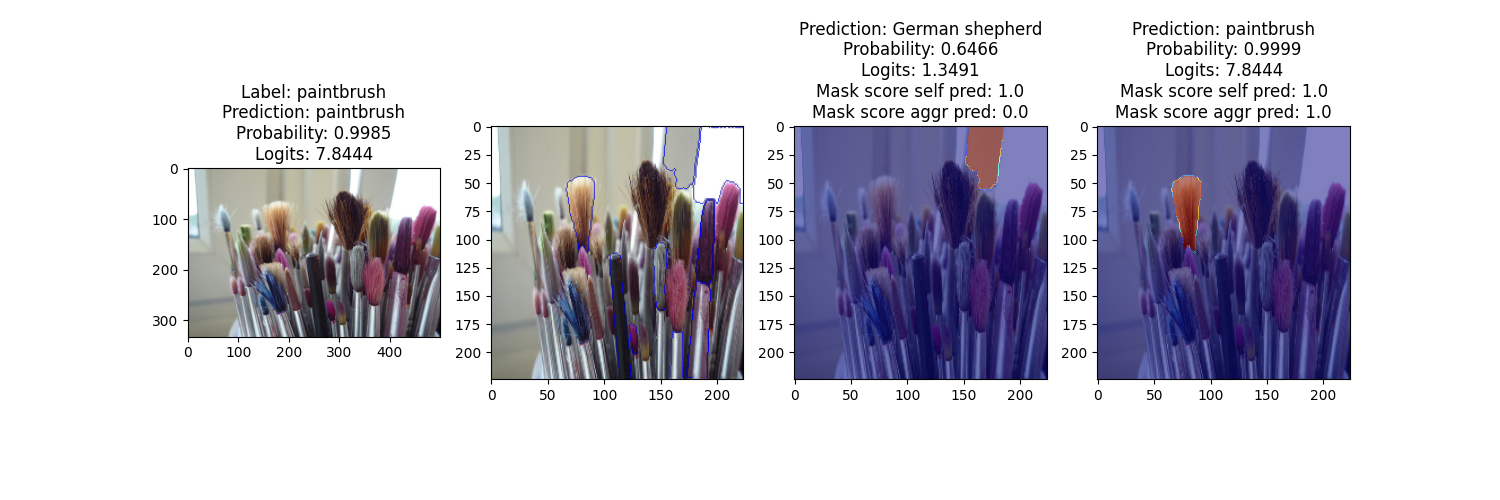 Label: paintbrush
Prediction: paintbrush
Probability: 0.9985
Logits: 7.8444
0
100
200
300
0 100 200 300 400
0
25
50
75
100
125
150
175
200
0 50 100 150 200
Prediction: German shepherd
Probability: 0.6466
Logits: 1.3491
Mask score self pred: 1.0
Mask score aggr pred: 0.0
0
25
50
75
100
125
150
175
200
0 50 100 150 200
Prediction: paintbrush
Probability: 0.9999
Logits: 7.8444
Mask score self pred: 1.0
Mask score aggr pred: 1.0
0
25
50
75
100
125
150
175
200
0 50 100 150 200